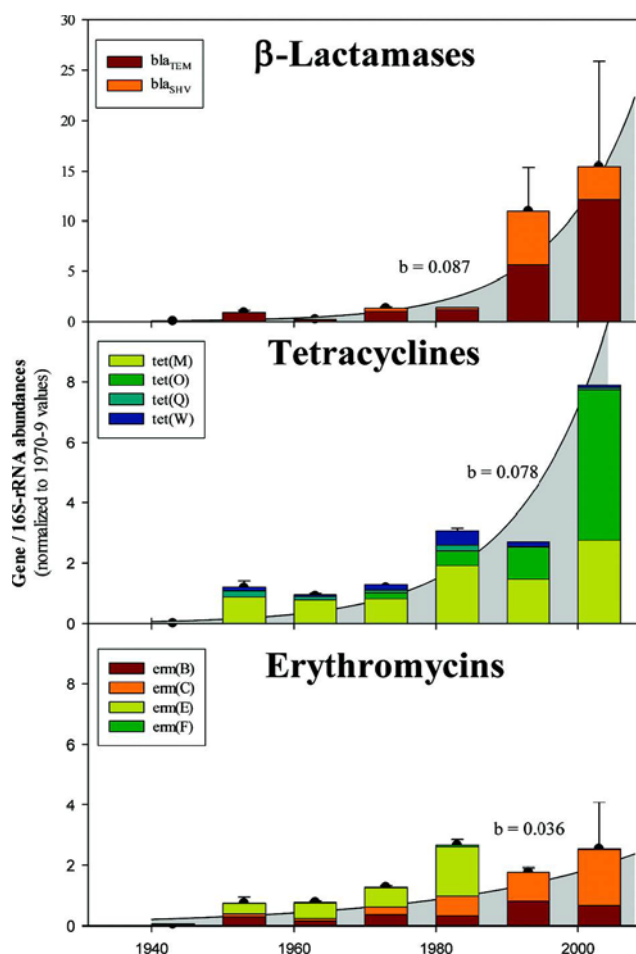 β-Lactamases
bla_TEM
bla_SHV
30
25
20
15
10
5
0
b = 0.087
Tetracyclines
tet(M)
tet(O)
tet(Q)
tet(W)
8
6
4
2
0
b = 0.078
Gene / 16S-rRNA abundances
(normalized to 1970-9 values)
Erythromycins
erm(B)
erm(C)
erm(E)
erm(F)
8
6
4
2
0
b = 0.036
1940 1960 1980 2000